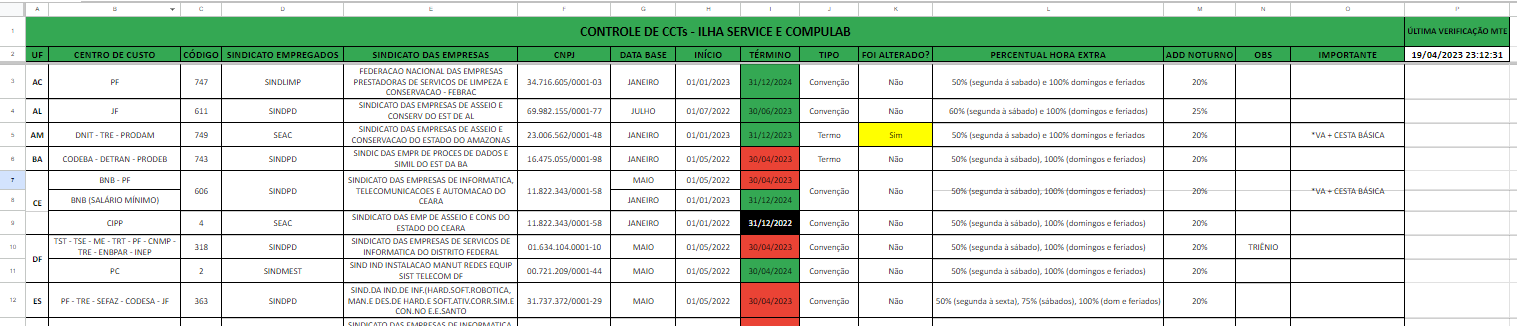 A B C D E F G H I J K L M N O P
1 CONTROLE DE CCTs - ILHA SERVICE E COMPULAB ÚLTIMA VERIFICAÇÃO MTE
2 UF CENTRO DE CUSTO CÓDIGO SINDICATO EMPREGADOS SINDICATO DAS EMPRESAS CNPJ DATA BASE INÍCIO TÉRMINO TIPO FOI ALTERADO? PERCENTUAL HORA EXTRA ADD NOTURNO OBS IMPORTANTE 19/04/2023 23:12:31
FEDERACAO NACIONAL DAS EMPRESAS
3 AC PF 747 SINDLIMP PRESTADORAS DE SERVICOS DE LIMPEZA E 34.716.605/0001-03 JANEIRO 01/01/2023 31/12/2024 Convenção Não 50% (segunda á sabado) e 100% domingos e feriados 20%
CONSERVACAO - FEBRAC
4 AL JF 611 SINDPD SINDICATO DAS EMPRESAS DE ASSEIO E 69.982.155/0001-77 JULHO 01/07/2022 30/06/2023 Convenção Não 60% (segunda à sábado) e 100% (domingos e feriados) 25%
CONSERV DO EST DE AL
5 AM DNIT - TRE - PRODAM 749 SEAC SINDICATO DAS EMPRESAS DE ASSEIO E 23.006.562/0001-48 JANEIRO 01/01/2023 31/12/2023 Termo Sim 50% (segunda á sabado) e 100% domingos e feriados 20% *VA + CESTA BÁSICA
CONSERVACAO DO ESTADO DO AMAZONAS
6 BA CODEBA - DETRAN - PRODEB 743 SINDPD SINDIC DAS EMPR DE PROCES DE DADOS E 16.475.055/0001-98 JANEIRO 01/05/2022 30/04/2023 Termo Não 50% (segunda à sábado), 100% (domingos e feriados) 20%
SIMIL DO EST DA BA
7 BNB - PF SINDICATO DAS EMPRESAS DE INFORMATICA, MAIO 01/05/2022 30/04/2023
CE 606 SINDPD TELECOMUNICACOES E AUTOMACAO DO 11.822.343/0001-58 Convenção Não 50% (segunda à sábado), 100% (domingos e feriados) 20% *VA + CESTA BÁSICA
8 BNB (SALÁRIO MÍNIMO) CEARA JANEIRO 01/01/2023 31/12/2024
9 CIPP 4 SEAC SINDICATO DAS EMP DE ASSEIO E CONS DO 11.822.343/0001-58 JANEIRO 01/01/2022 31/12/2022 Convenção Não 50% (segunda à sábado), 100% (domingos e feriados) 20%
ESTADO DO CEARA
10 DF TST - TSE - ME - TRT - PF - CNMP - 318 SINDPD SINDICATO DAS EMPRESAS DE SERVICOS DE 01.634.104.0001-10 MAIO 01/05/2022 30/04/2023 Convenção Não 50% (segunda à sábado), 100% (domingos e feriados) 20% TRIÊNIO
TRE - ENBPAR - INEP INFORMATICA DO DISTRITO FEDERAL
11 PC 2 SINDMEST SIND IND INSTALACAO MANUT REDES EQUIP 00.721.209/0001-44 MAIO 01/05/2022 30/04/2024 Convenção Não 50% (segunda à sábado), 100% (domingos e feriados) 20%
SIST TELECOM DF
SIND.DA IND.DE INF.(HARD.SOFT.ROBOTICA,
12 ES PF - TRE - SEFAZ - CODESA - JF 363 SINDPD MAN.E DES.DE HARD.E SOFT.ATIV.CORR.SIM.E 31.737.372/0001-29 MAIO 01/05/2022 30/04/2023 Convenção Não 50% (segunda à sexta), 75% (sábados), 100% (dom e feriados) 20%
CON.NO E.E.SANTO
SINDICATO DAS EMPRESAS DE INFORMATICA